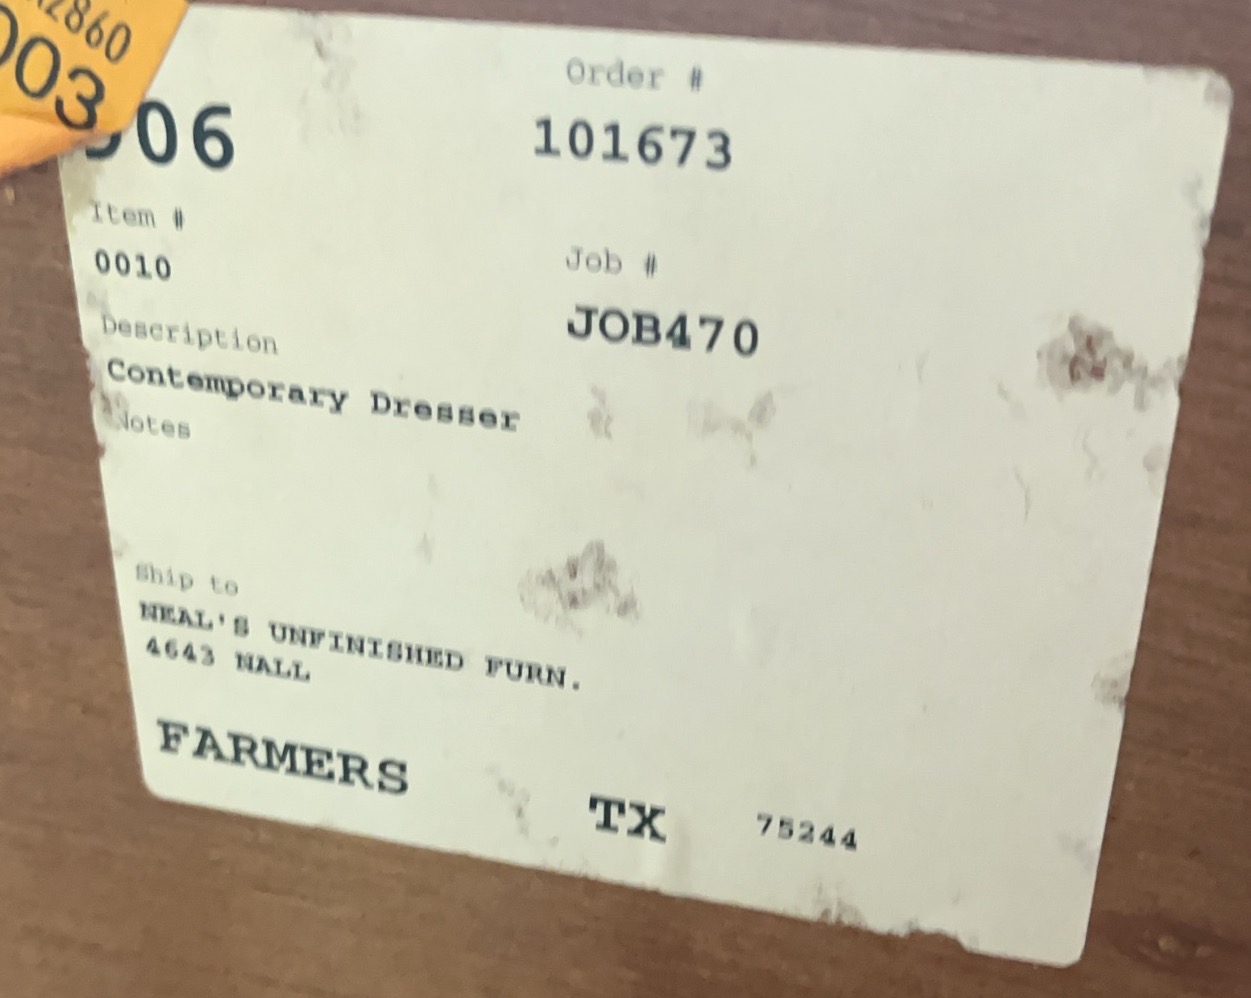 2860
003
06
Order #
101673
Item #
0010
Job #
JOB470
Description
Contemporary Dresser
Notes
Ship to
NEAL'S UNFINISHED FURN.
4643 NALL
FARMERS TX 75244